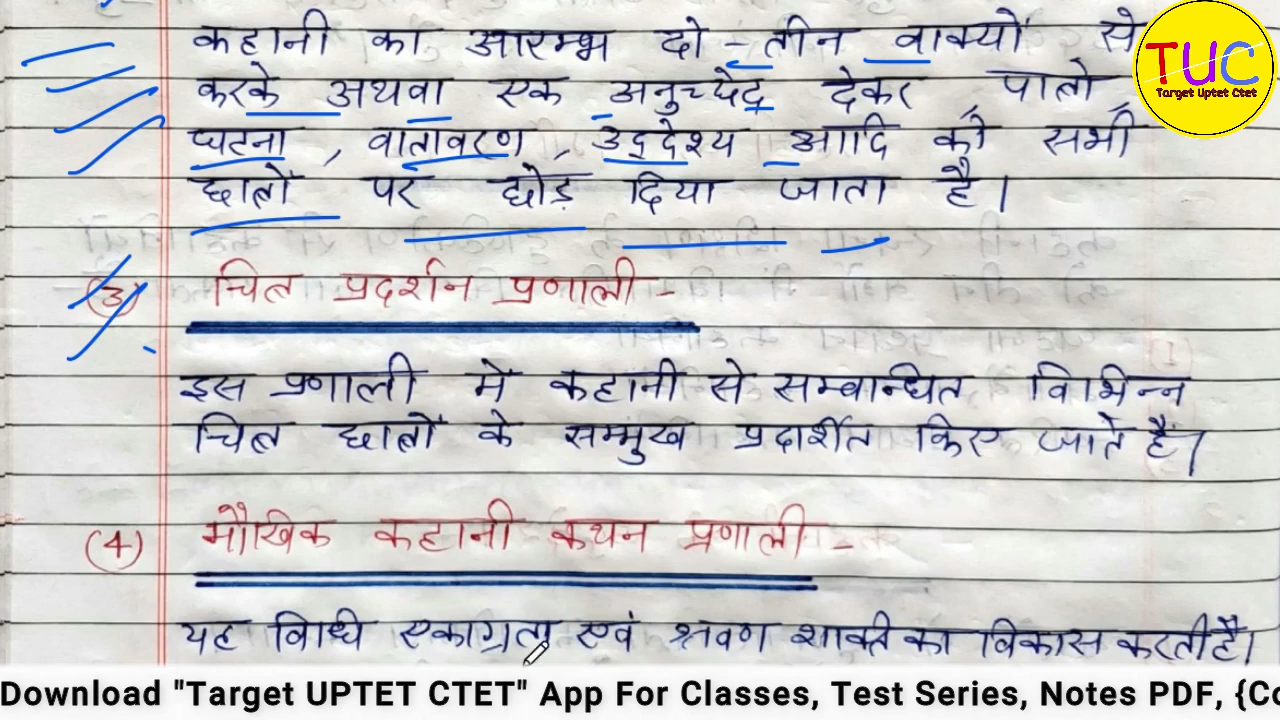 कहानी का आरम्भ दो - तीन वाक्यों से
करके अथवा एक अनुच्छेद देकर पात्रो,
घटना, वातावरण, उद्देश्य आदि को सभी
छात्रों पर छोड़ दिया जाता है।
(3) चित्र प्रदर्शन प्रणाली -
इस प्रणाली में कहानी से सम्बन्धित विभिन्न
चित्र छात्रों के सम्मुख प्रदर्शित किए जाते है।
(4) मौखिक कहानी कथन प्रणाली -
यह विधि एकाग्रता एवं श्रवण शक्ति का विकास करती है।
TUC
Target Uptet Ctet
Download "Target UPTET CTET" App For Classes, Test Series, Notes PDF, {Co